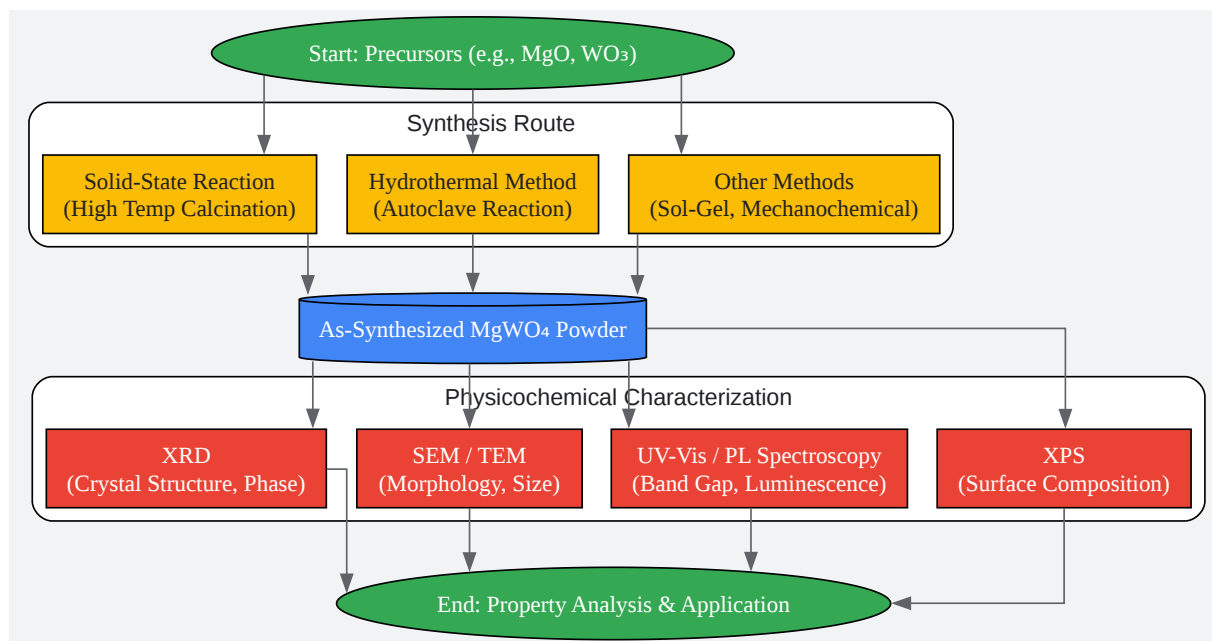 Start: Precursors (e.g., MgO, WO₃)
Synthesis Route
Solid-State Reaction
(High Temp Calcination)
Hydrothermal Method
(Autoclave Reaction)
Other Methods
(Sol-Gel, Mechanochemical)
As-Synthesized MgWO₄ Powder
Physicochemical Characterization
XRD
(Crystal Structure, Phase)
SEM / TEM
(Morphology, Size)
UV-Vis / PL Spectroscopy
(Band Gap, Luminescence)
XPS
(Surface Composition)
End: Property Analysis & Application